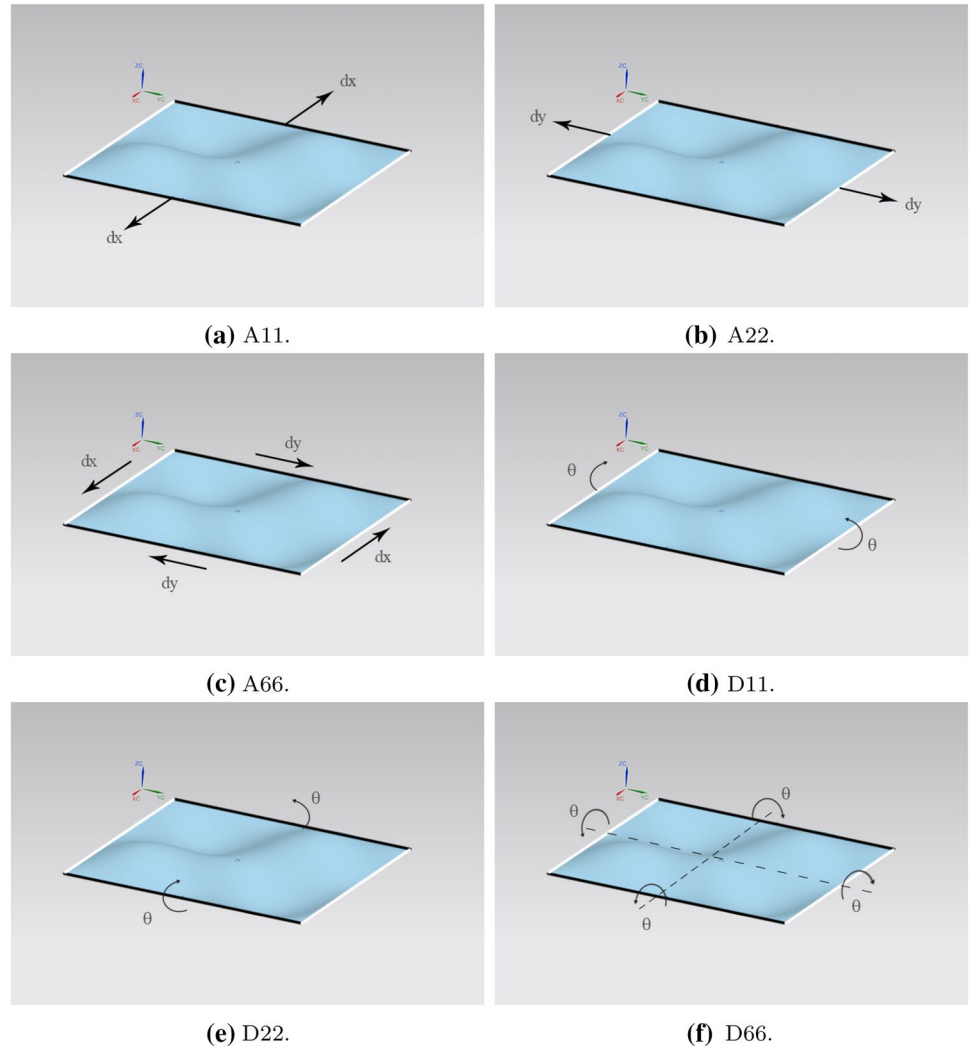 ZC
XC
YC
dx
dx
(a) A11.
ZC
XC
YC
dy
dy
(b) A22.
ZC
XC
YC
dx
dy
dy
dx
(c) A66.
ZC
XC
YC
θ
θ
(d) D11.
ZC
XC
YC
θ
θ
(e) D22.
ZC
XC
YC
θ
θ
θ
θ
(f) D66.